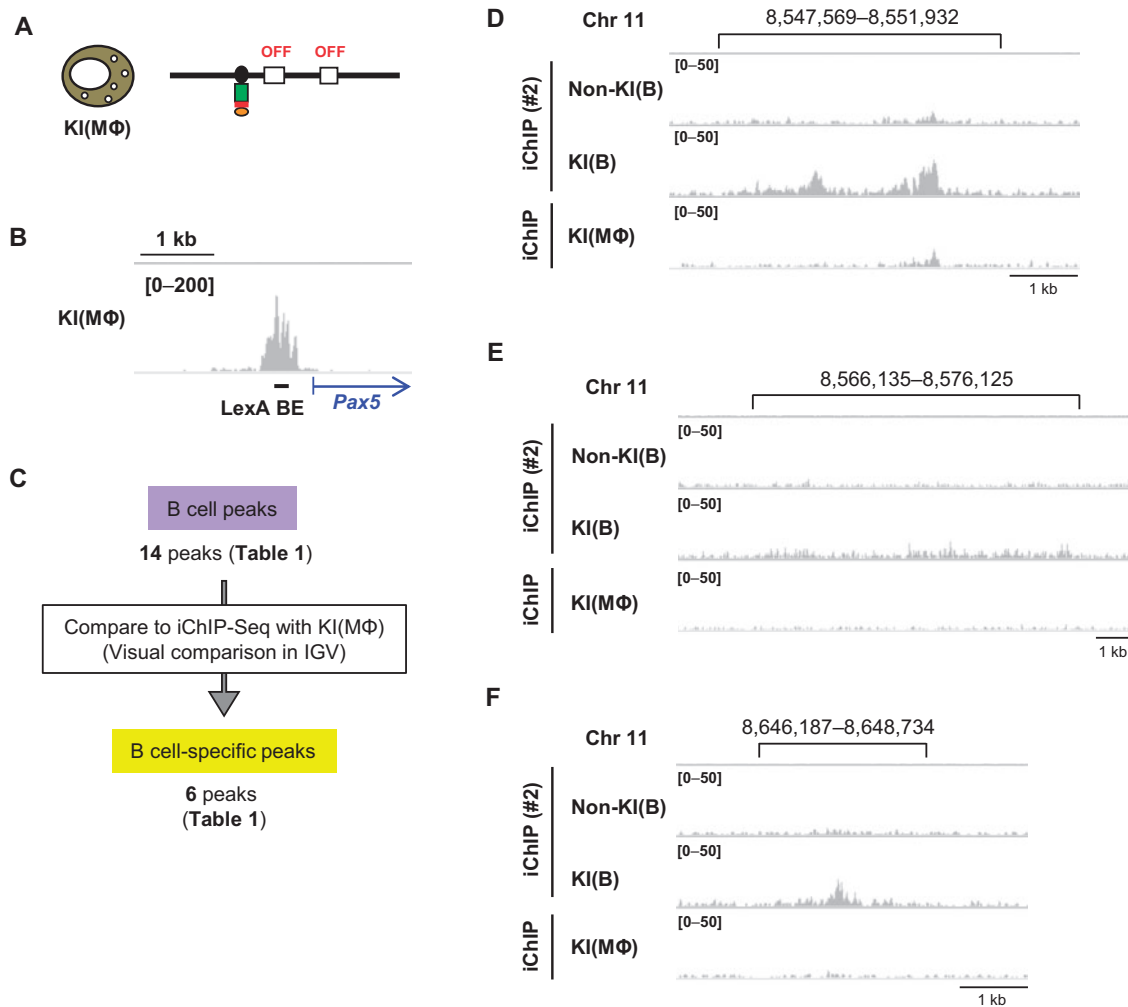 A
OFF OFF
KI(MΦ)
B
1 kb
[0–200]
KI(MΦ)
LexA BE
Pax5
C
B cell peaks
14 peaks (Table 1)
Compare to iChIP-Seq with KI(MΦ)
(Visual comparison in IGV)
B cell-specific peaks
6 peaks
(Table 1)
D
Chr 11
8,547,569–8,551,932
iChIP (#2)
Non-KI(B)
[0–50]
KI(B)
[0–50]
iChIP
KI(MΦ)
[0–50]
1 kb
E
Chr 11
8,566,135–8,576,125
iChIP (#2)
Non-KI(B)
[0–50]
KI(B)
[0–50]
iChIP
KI(MΦ)
[0–50]
1 kb
F
Chr 11
8,646,187–8,648,734
iChIP (#2)
Non-KI(B)
[0–50]
KI(B)
[0–50]
iChIP
KI(MΦ)
[0–50]
1 kb